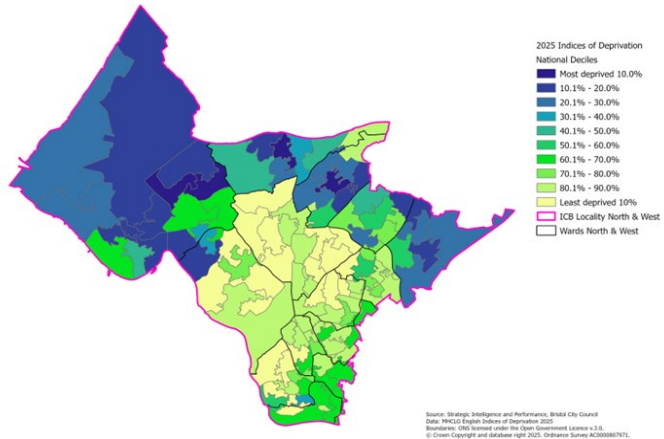 2025 Indices of Deprivation
National Deciles
Most deprived 10.0%
10.1% - 20.0%
20.1% - 30.0%
30.1% - 40.0%
40.1% - 50.0%
50.1% - 60.0%
60.1% - 70.0%
70.1% - 80.0%
80.1% - 90.0%
Least deprived 10%
ICB Locality North & West
Wards North & West
Source: Strategic Intelligence and Performance, Bristol City Council
Data: MHCLG English Indices of Deprivation 2025
Boundaries: ONS licensed under the Open Government Licence v.3.0.
© Crown Copyright and database right 2025. Ordnance Survey AC0000807971.